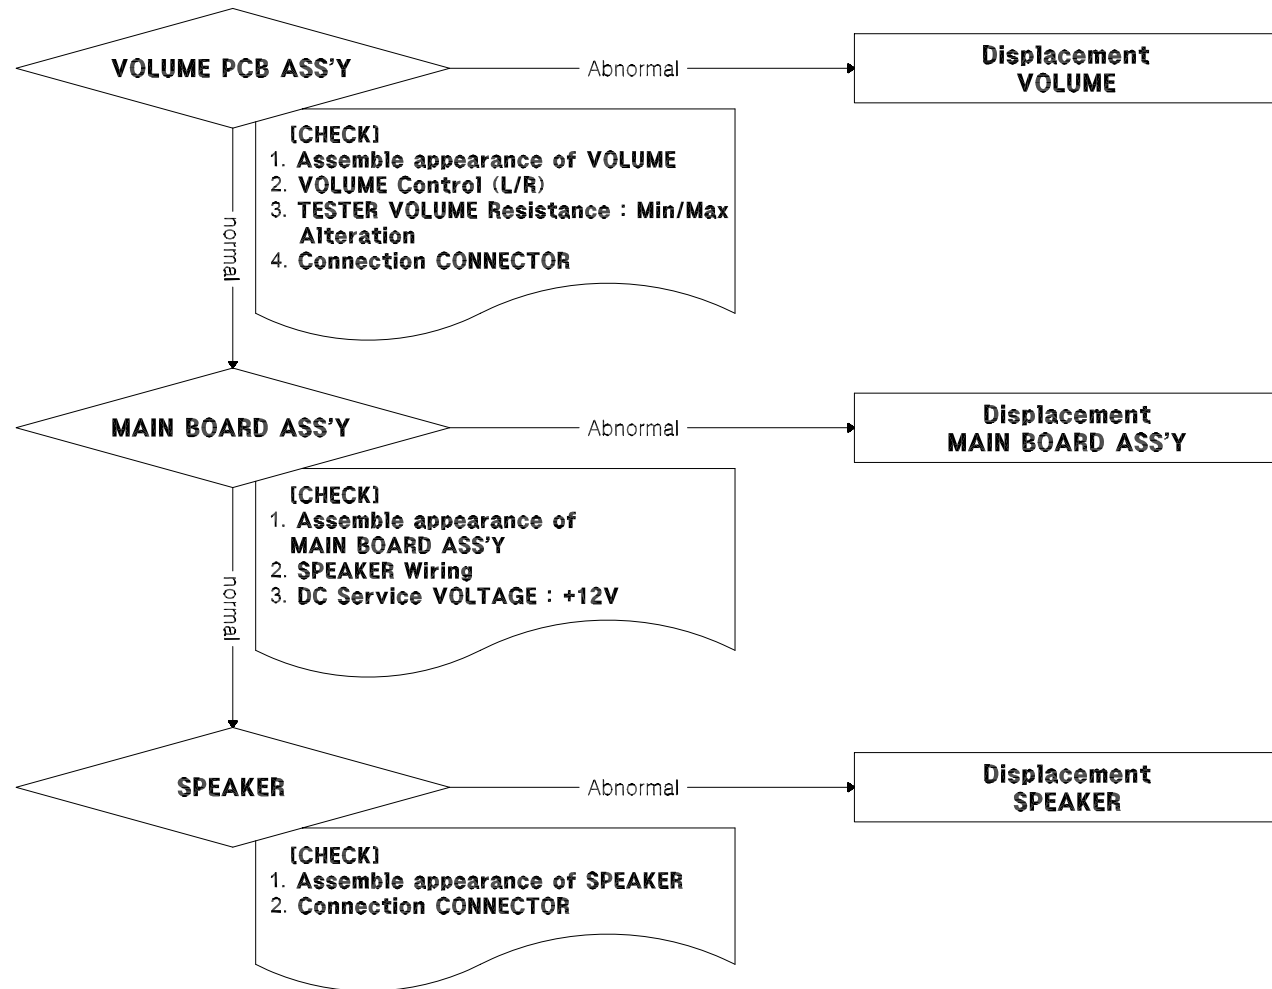 VOLUME PCB ASS'Y
Abnormal
Displacement
VOLUME
[CHECK]
1. Assemble appearance of VOLUME
2. VOLUME Control (L/R)
3. TESTER VOLUME Resistance : Min/Max
Alteration
4. Connection CONNECTOR
normal
MAIN BOARD ASS'Y
Abnormal
Displacement
MAIN BOARD ASS'Y
[CHECK]
1. Assemble appearance of
MAIN BOARD ASS'Y
2. SPEAKER Wiring
3. DC Service VOLTAGE : +12V
normal
SPEAKER
Abnormal
Displacement
SPEAKER
[CHECK]
1. Assemble appearance of SPEAKER
2. Connection CONNECTOR